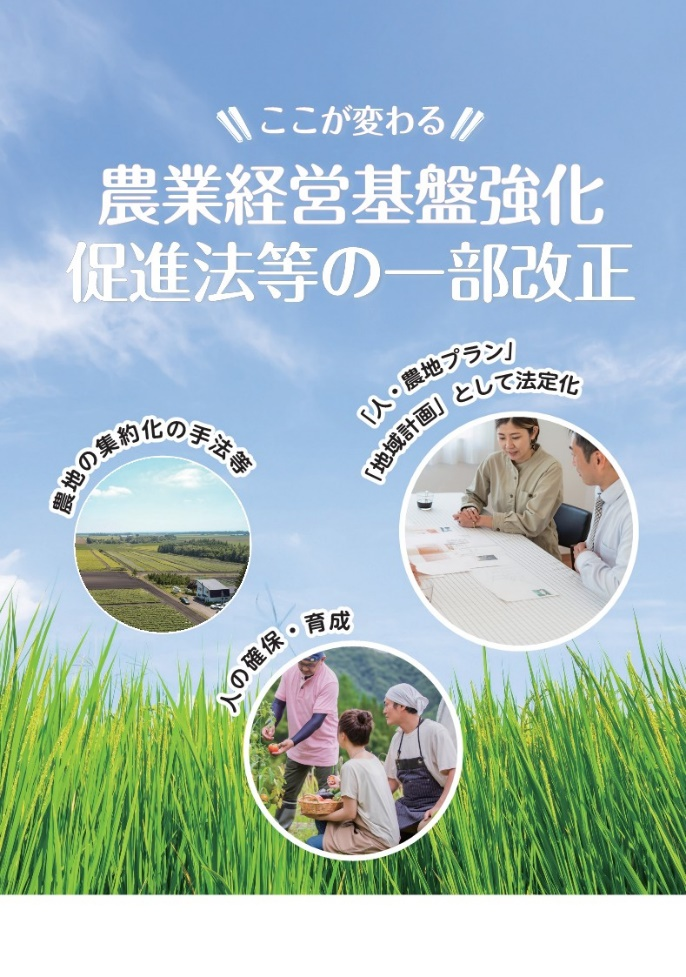 ここが変わる
農業経営基盤強化
促進法等の一部改正
「人・農地プラン」
「地域計画」として法定化
農地の集約化の手法等
人の確保・育成